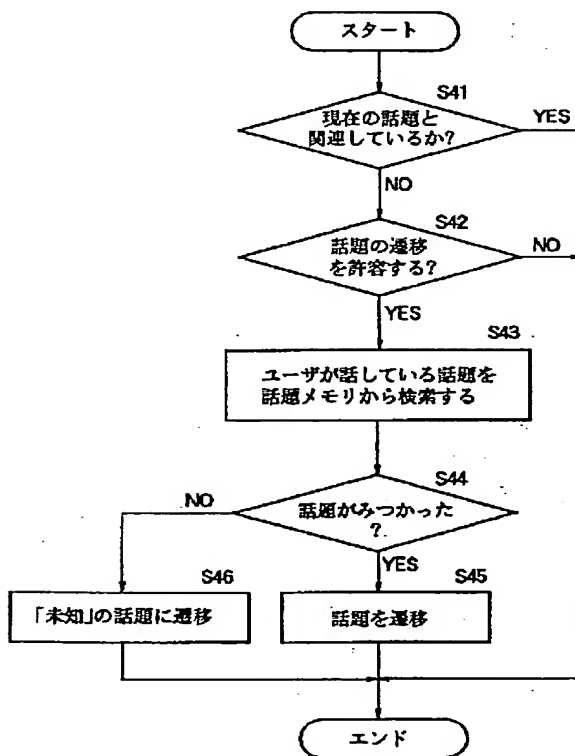 スタート
S41
現在の話題と
関連しているか?
YES
NO
S42
話題の遷移
を許容する?
NO
YES
S43
ユーザが話している話題を
話題メモリから検索する
S44
NO
話題がみつかった
?
YES
S46
S45
「未知」の話題に遷移
話題を遷移
エンド